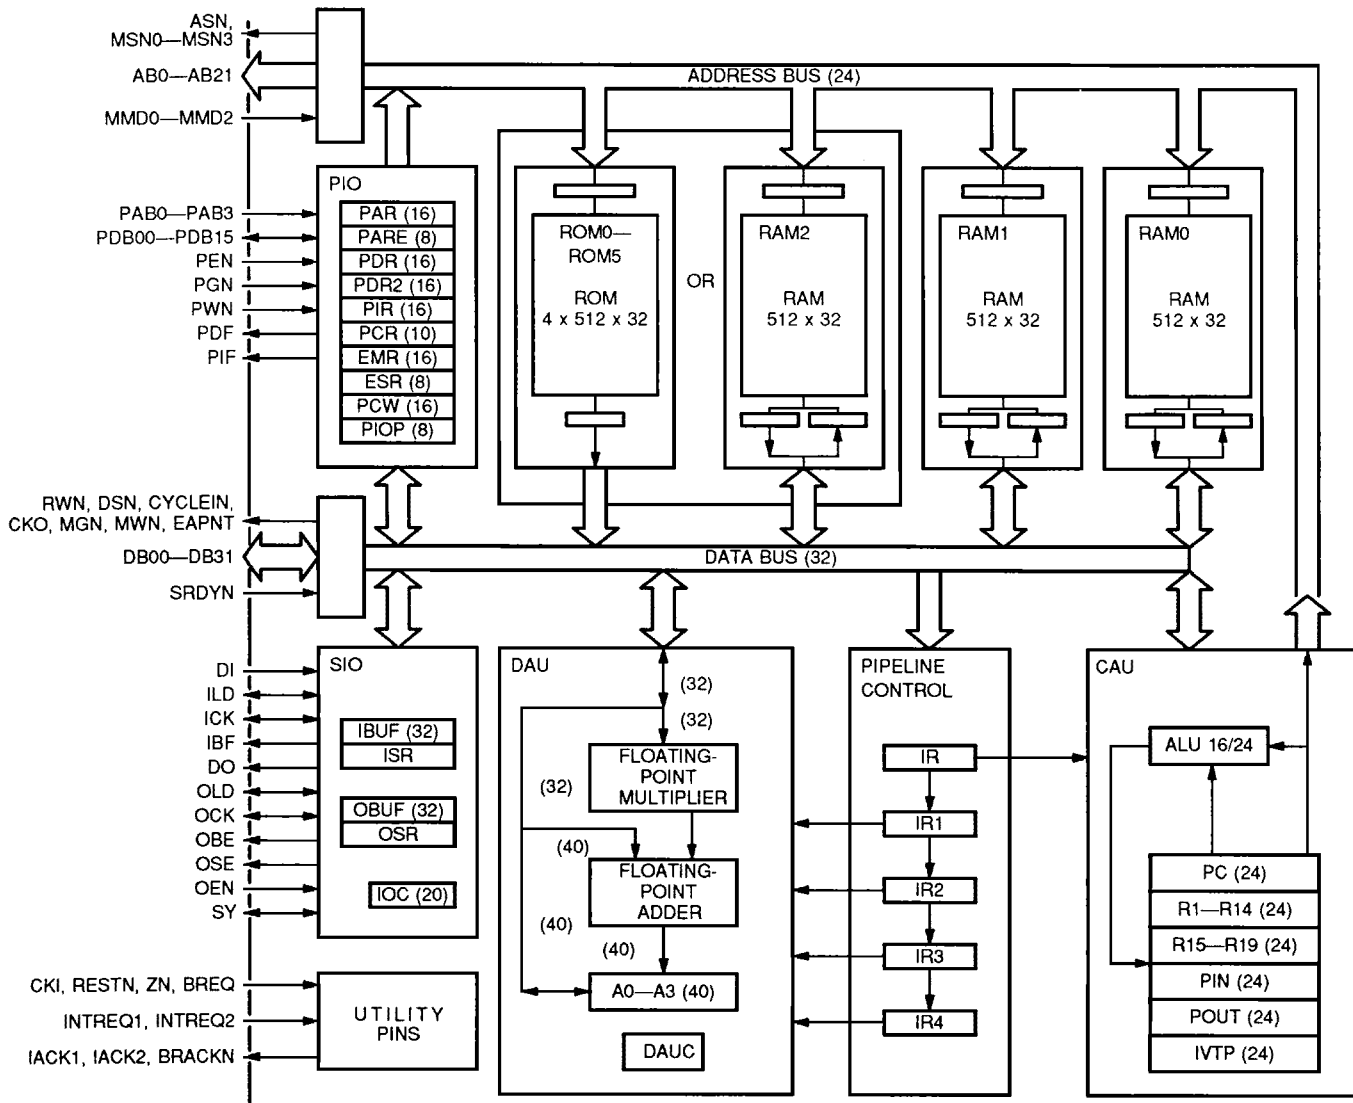 ASN,
MSN0—MSN3
AB0—AB21
MMD0—MMD2
ADDRESS BUS (24)
PIO
PAB0—PAB3
PDB00--PDB15
PEN
PGN
PWN
PDF
PIF
PAR (16)
PARE (8)
PDR (16)
PDR2 (16)
PIR (16)
PCR (10)
EMR (16)
ESR (8)
PCW (16)
PIOP (8)
ROM0—
ROM5
ROM
4 x 512 x 32
OR
RAM2
RAM
512 x 32
RAM1
RAM
512 x 32
RAM0
RAM
512 x 32
RWN, DSN, CYCLEIN,
CKO, MGN, MWN, EAPNT
DB00—DB31
SRDYN
DATA BUS (32)
SIO
DI
ILD
ICK
IBF
DO
OLD
OCK
OBE
OSE
OEN
SY
IBUF (32)
ISR
OBUF (32)
OSR
IOC (20)
CKI, RESTN, ZN, BREQ
INTREQ1, INTREQ2
IACK1, IACK2, BRACKN
UTILITY
PINS
DAU
(32)
(32)
FLOATING-
POINT
MULTIPLIER
(32)
(40)
FLOATING-
POINT
ADDER
(40)
(40)
A0—A3 (40)
DAUC
PIPELINE
CONTROL
IR
IR1
IR2
IR3
IR4
CAU
ALU 16/24
PC (24)
R1—R14 (24)
R15—R19 (24)
PIN (24)
POUT (24)
IVTP (24)